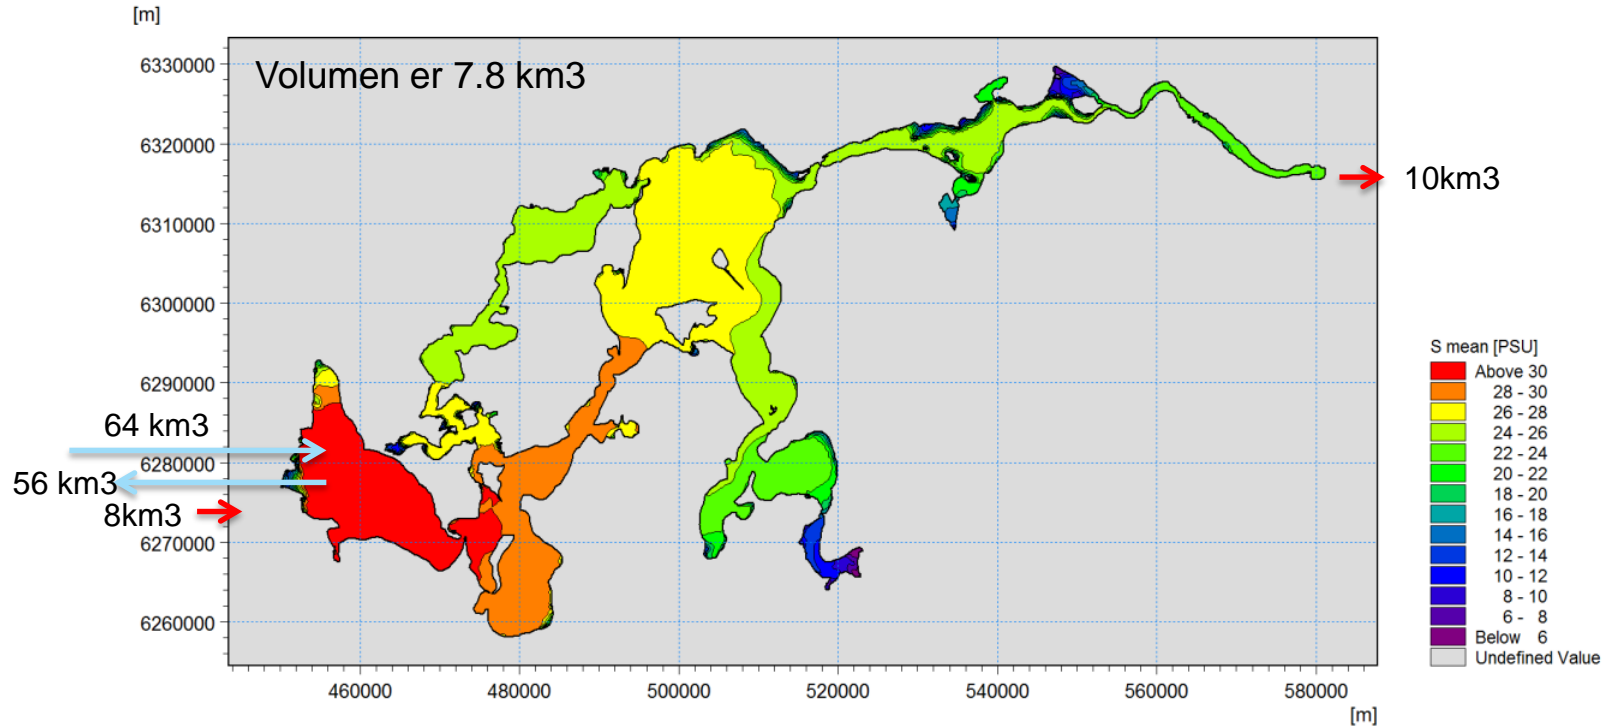 [m]
6330000
Volumen er 7.8 km3
6320000
10km3
6310000
6300000
6290000
64 km3
6280000
56 km3
8km3
6270000
6260000
460000 480000 500000 520000 540000 560000 580000
[m]
S mean [PSU]
Above 30
28 - 30
26 - 28
24 - 26
22 - 24
20 - 22
18 - 20
16 - 18
14 - 16
12 - 14
10 - 12
8 - 10
6 - 8
Below 6
Undefined Value